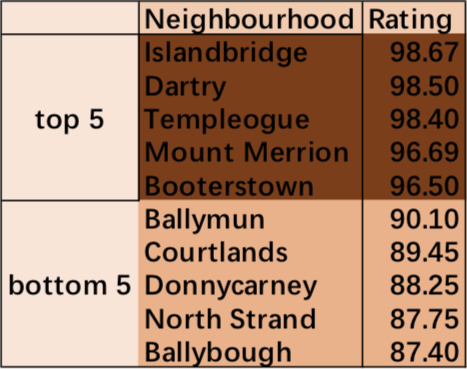 Neighbourhood Rating
Islandbridge 98.67
Dartry 98.50
top 5 Templeogue 98.40
Mount Merrion 96.69
Booterstown 96.50
Ballymun 90.10
Courtlands 89.45
bottom 5 Donnycarney 88.25
North Strand 87.75
Ballybough 87.40